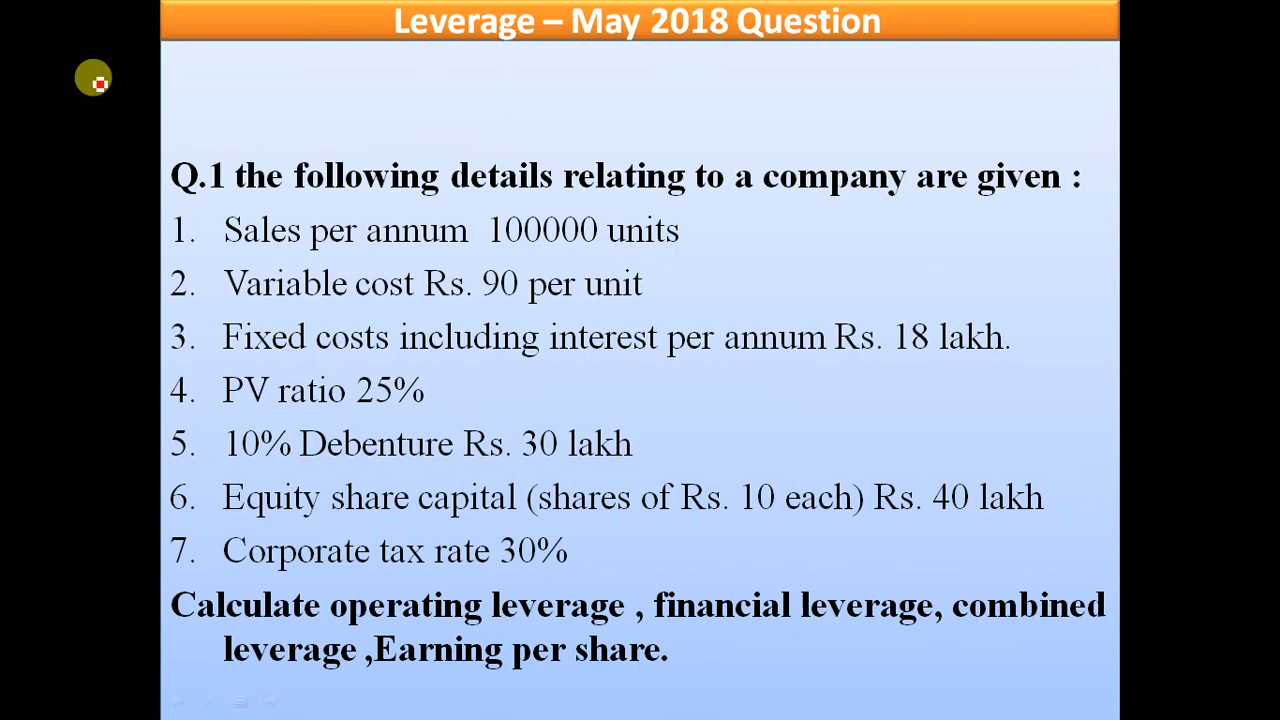 Leverage – May 2018 Question
Q.1 the following details relating to a company are given :
1. Sales per annum 100000 units
2. Variable cost Rs. 90 per unit
3. Fixed costs including interest per annum Rs. 18 lakh.
4. PV ratio 25%
5. 10% Debenture Rs. 30 lakh
6. Equity share capital (shares of Rs. 10 each) Rs. 40 lakh
7. Corporate tax rate 30%
Calculate operating leverage , financial leverage, combined
leverage ,Earning per share.